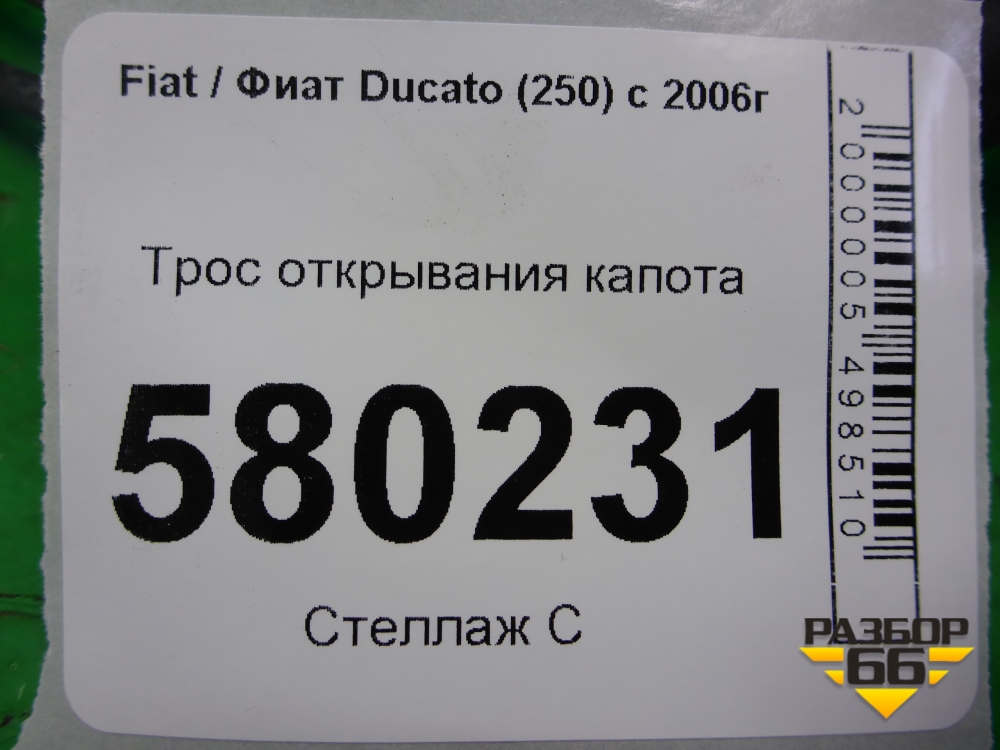 Fiat / Фиат Ducato (250) с 2006г
Трос открывания капота
580231
Стеллаж С
2000005498510
РАЗБОР
66